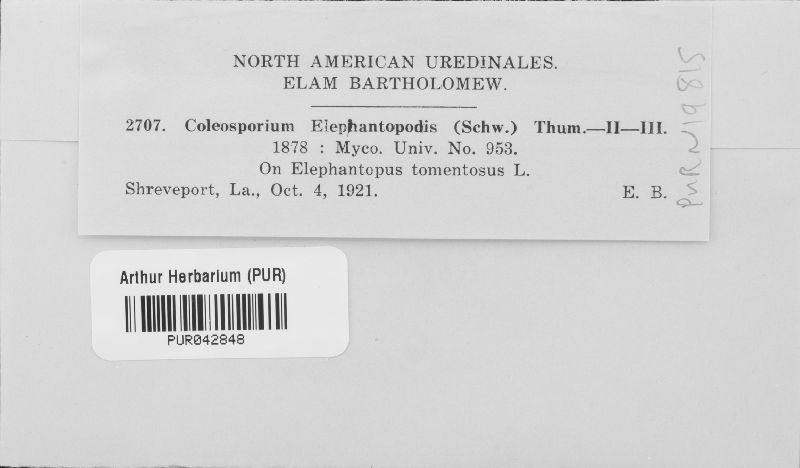 NORTH AMERICAN UREDINALES.
ELAM BARTHOLOMEW.
2707. Coleosporium Elephantopodis (Schw.) Thum.—II—III.
1878 : Myco. Univ. No. 953.
On Elephantopus tomentosus L.
Shreveport, La., Oct. 4, 1921. E. B.
PUR N19815
Arthur Herbarium (PUR)
PUR042848